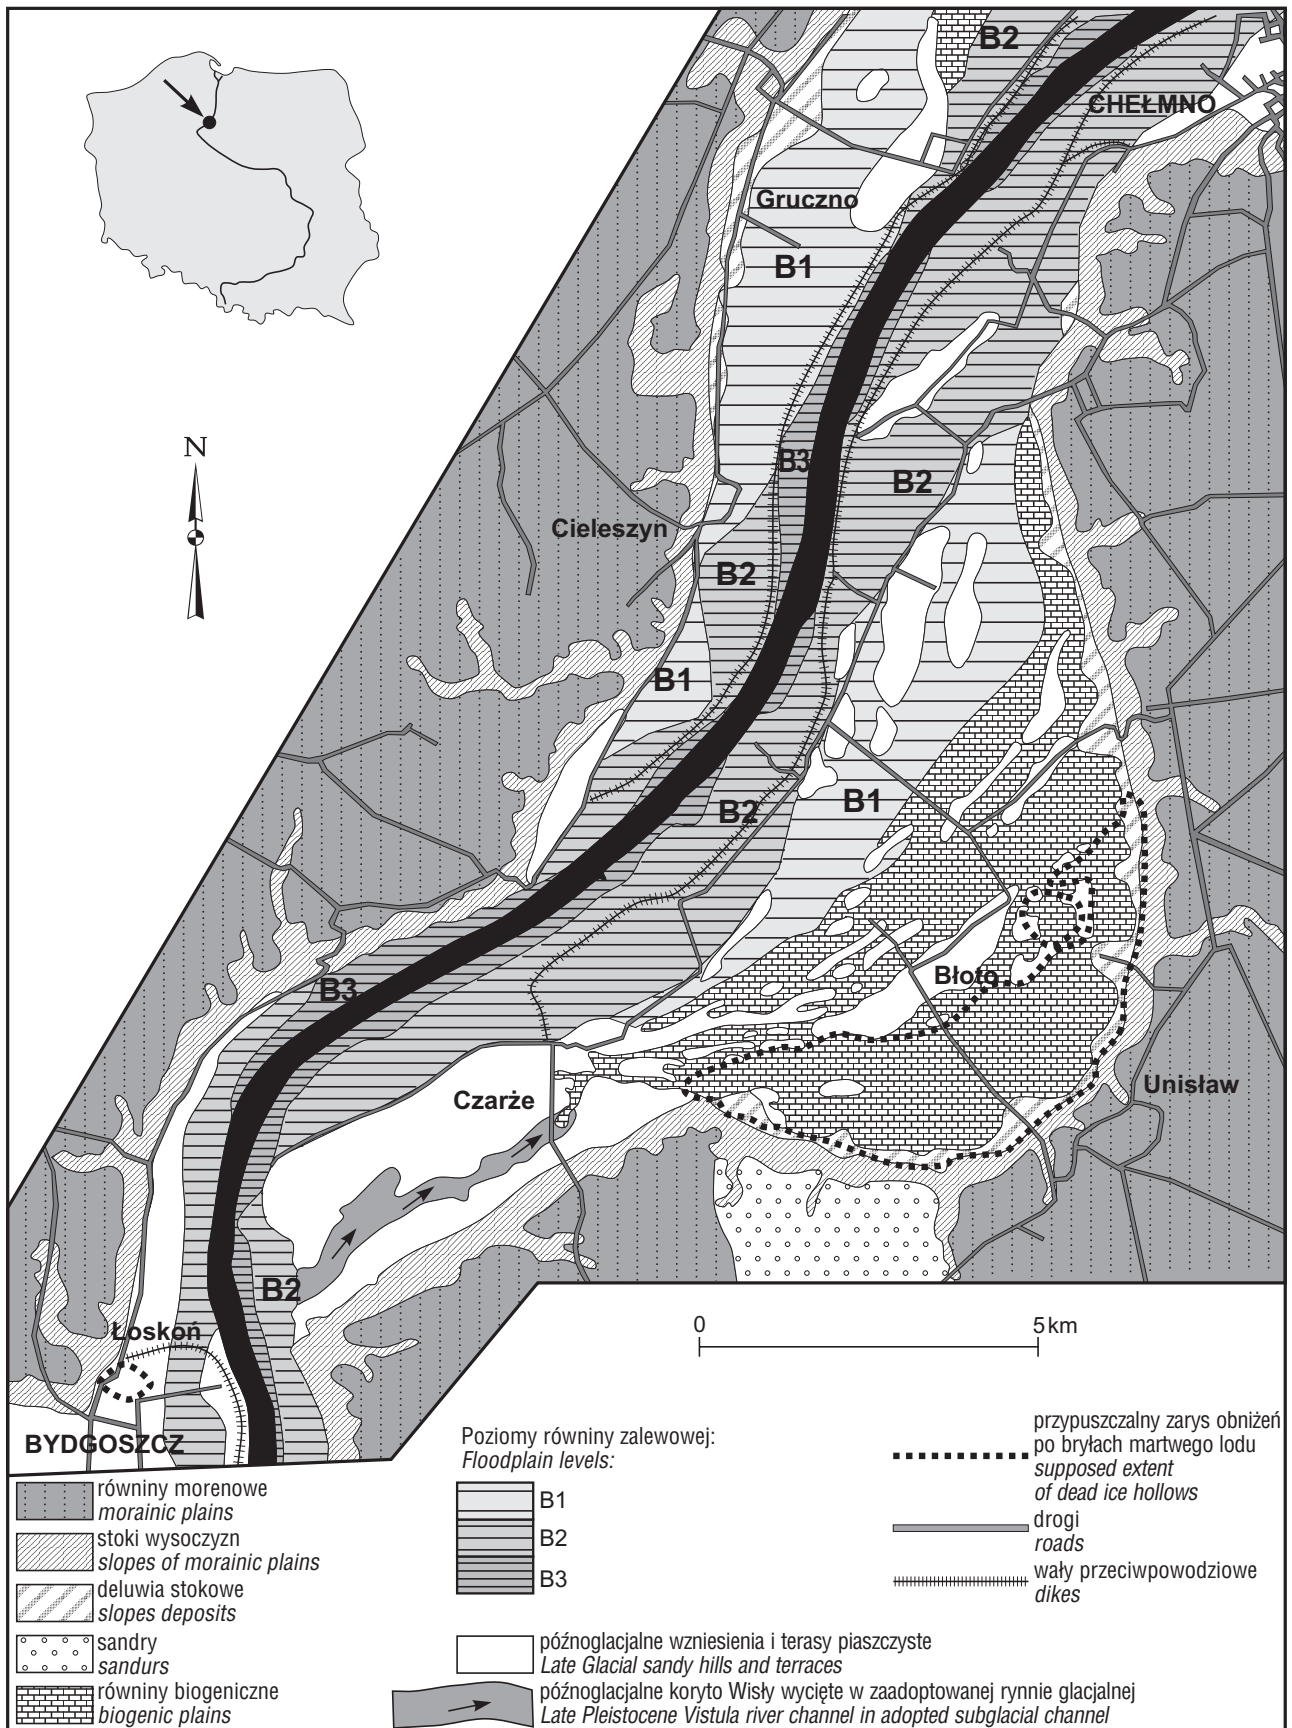 B2
CHEŁMNO
Gruczno
B1
N
B3
B2
Cieleszyn
B2
B1
B2
B1
B3
Błoto
Czarże
Unisław
B2
Łoskoń
BYDGOSZCZ
0 5 km
Poziomy równiny zalewowej:
Floodplain levels:
B1
B2
B3
równiny morenowe
morainic plains
stoki wysoczyzn
slopes of morainic plains
deluwia stokowe
slopes deposits
sandry
sandurs
równiny biogeniczne
biogenic plains
przypuszczalny zarys obniżeń
po bryłach martwego lodu
supposed extent
of dead ice hollows
drogi
roads
wały przeciwpowodziowe
dikes
późnoglacjalne wzniesienia i terasy piaszczyste
Late Glacial sandy hills and terraces
późnoglacjalne koryto Wisły wycięte w zaadoptowanej rynnie glacjalnej
Late Pleistocene Vistula river channel in adopted subglacial channel